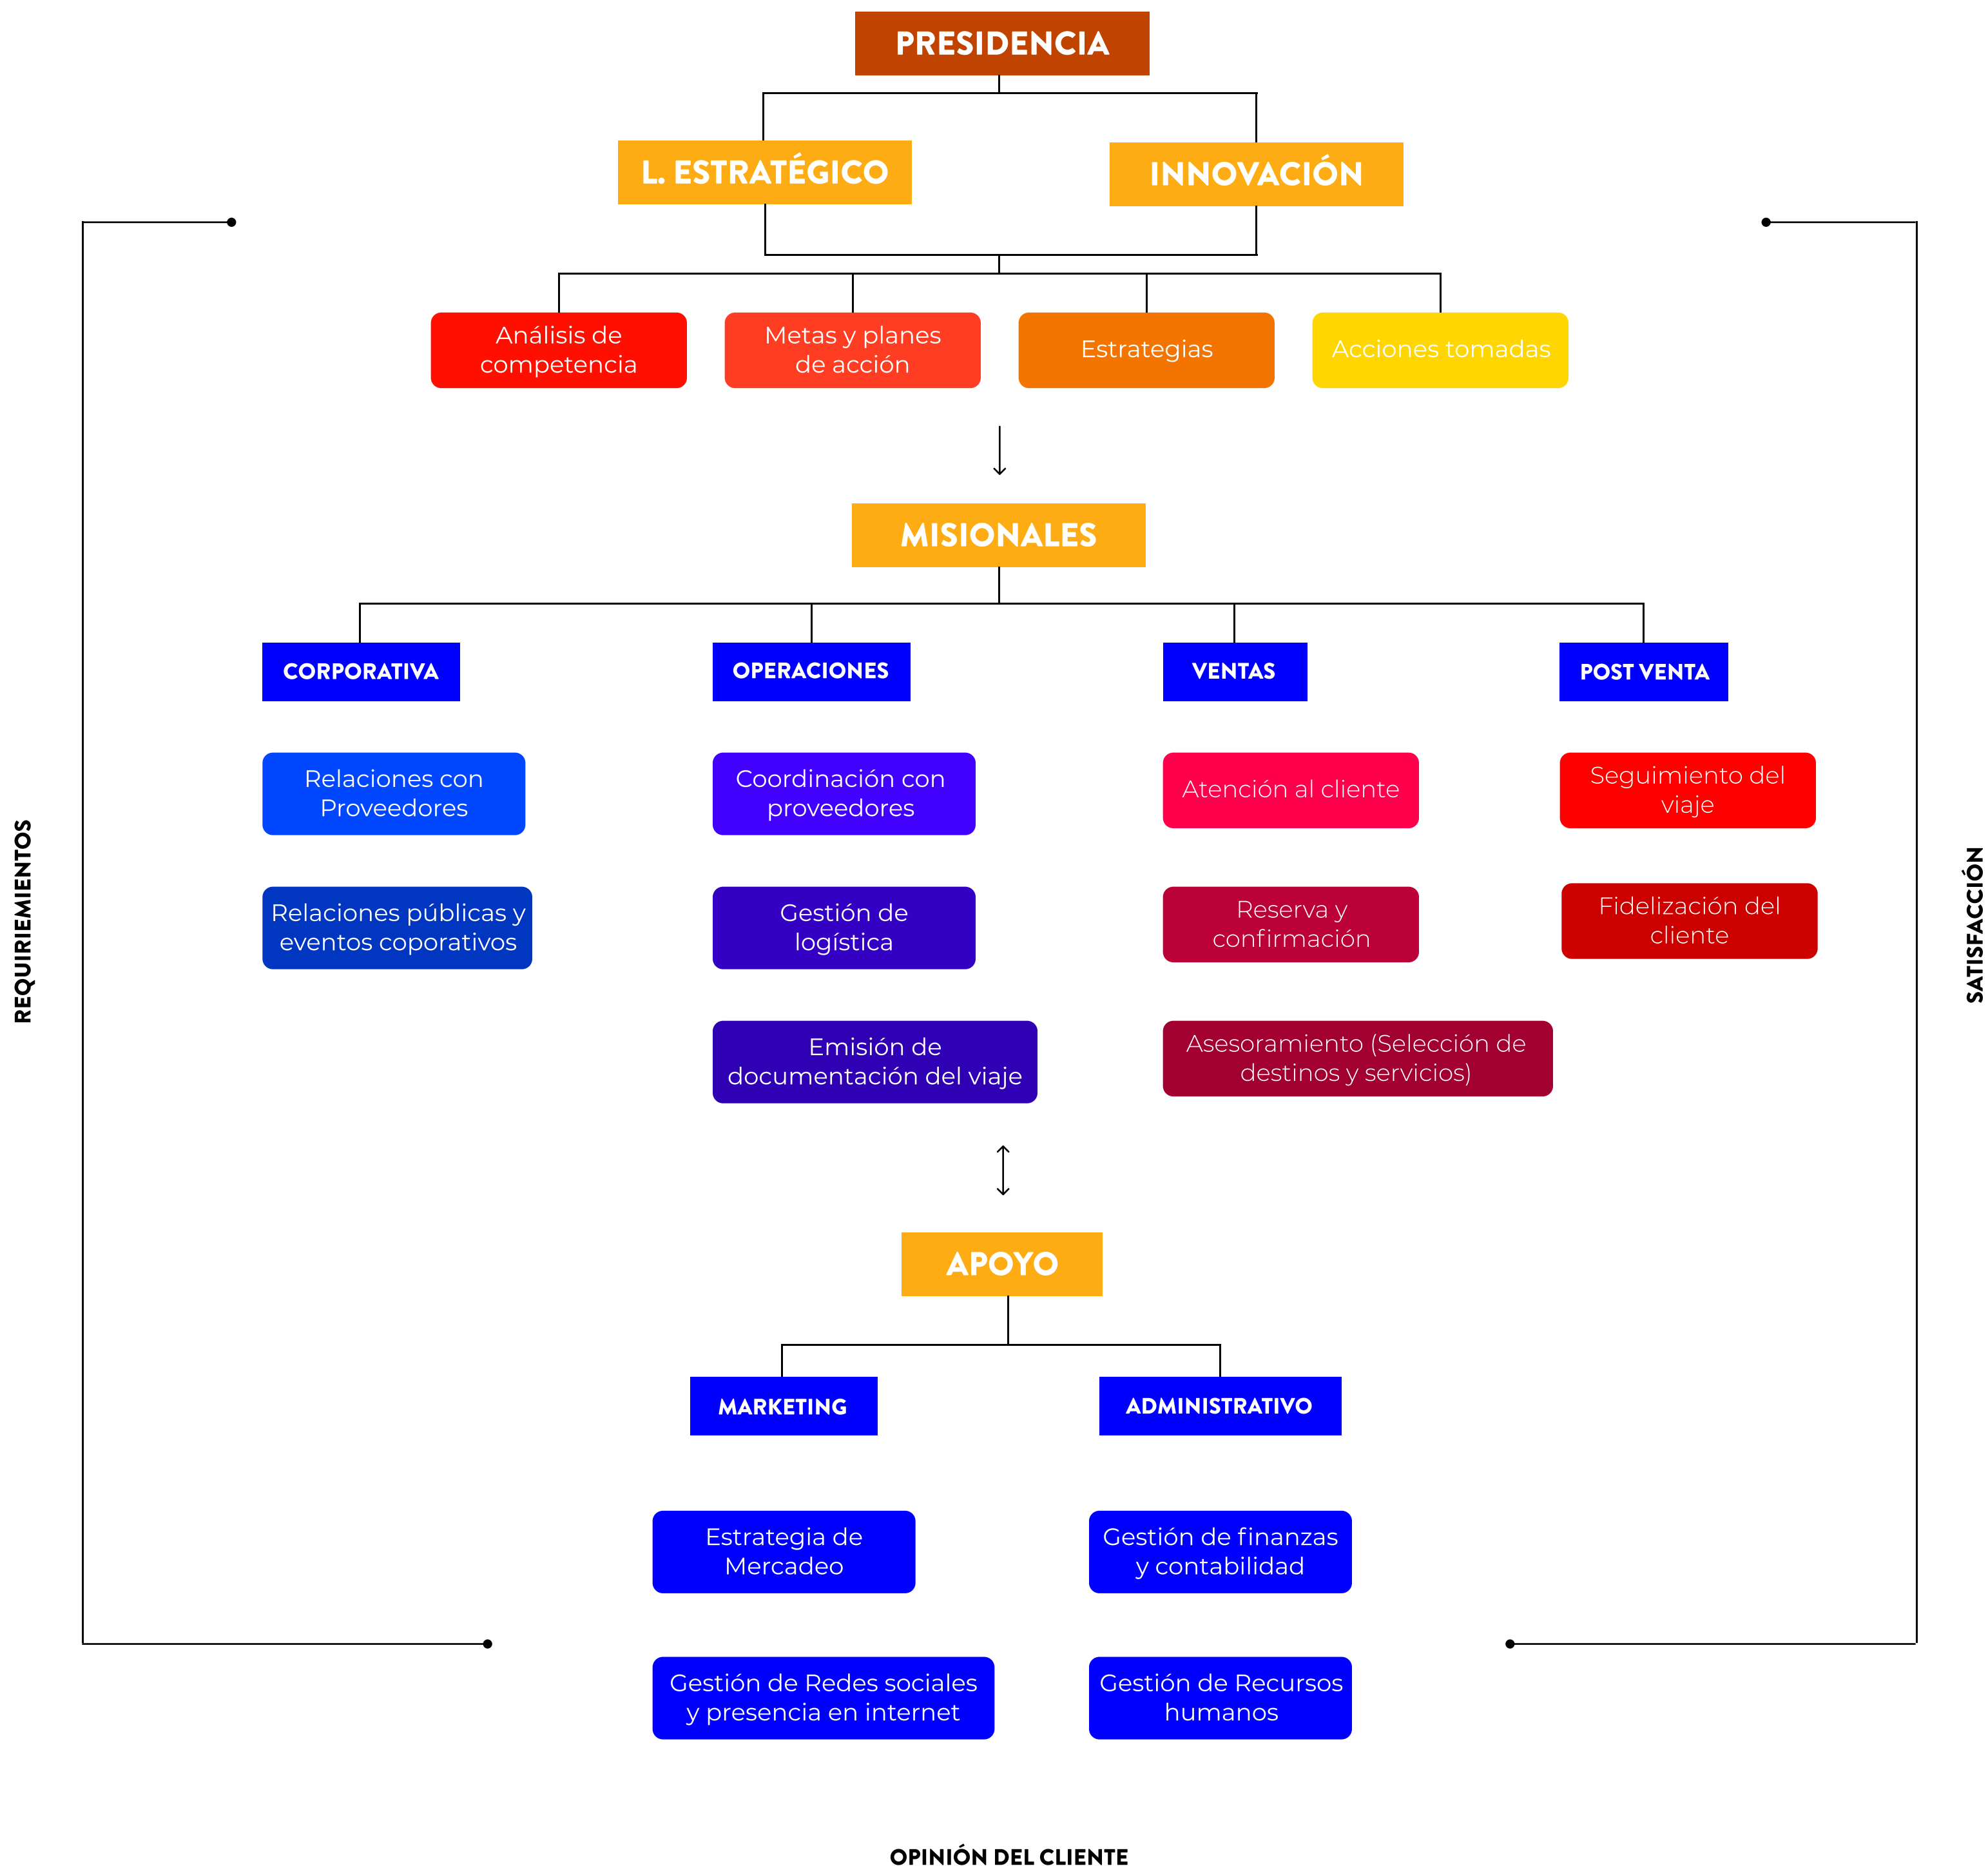 PRESIDENCIA
L. ESTRATÉGICO
INNOVACIÓN
Análisis de
competencia
Metas y planes
de acción
Estrategias
Acciones tomadas
MISIONALES
CORPORATIVA
OPERACIONES
VENTAS
POST VENTA
Relaciones con
Proveedores
Coordinación con
proveedores
Atención al cliente
Seguimiento del
viaje
Relaciones públicas y
eventos coporativos
Gestión de
logística
Reserva y
confirmación
Fidelización del
cliente
Emisión de
documentación del viaje
Asesoramiento (Selección de
destinos y servicios)
REQUIRIEMIENTOS
SATISFACCIÓN
APOYO
MARKETING
ADMINISTRATIVO
Estrategia de
Mercadeo
Gestión de finanzas
y contabilidad
Gestión de Redes sociales
y presencia en internet
Gestión de Recursos
humanos
OPINIÓN DEL CLIENTE